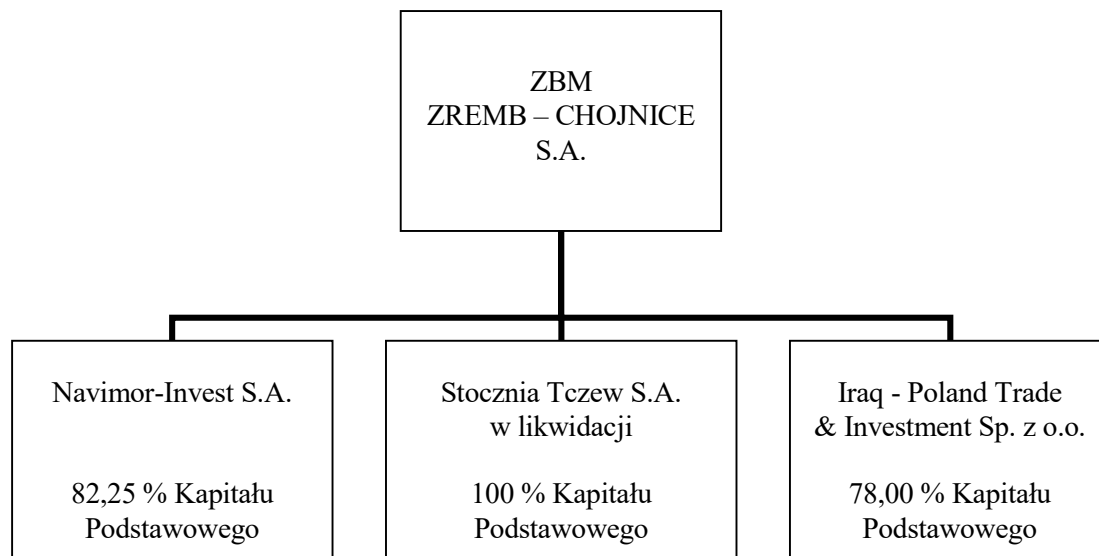 ZBM
ZREMB – CHOJNICE
S.A.
Navimor-Invest S.A.
82,25 % Kapitału
Podstawowego
Stocznia Tczew S.A.
w likwidacji
100 % Kapitału
Podstawowego
Iraq - Poland Trade
& Investment Sp. z o.o.
78,00 % Kapitału
Podstawowego